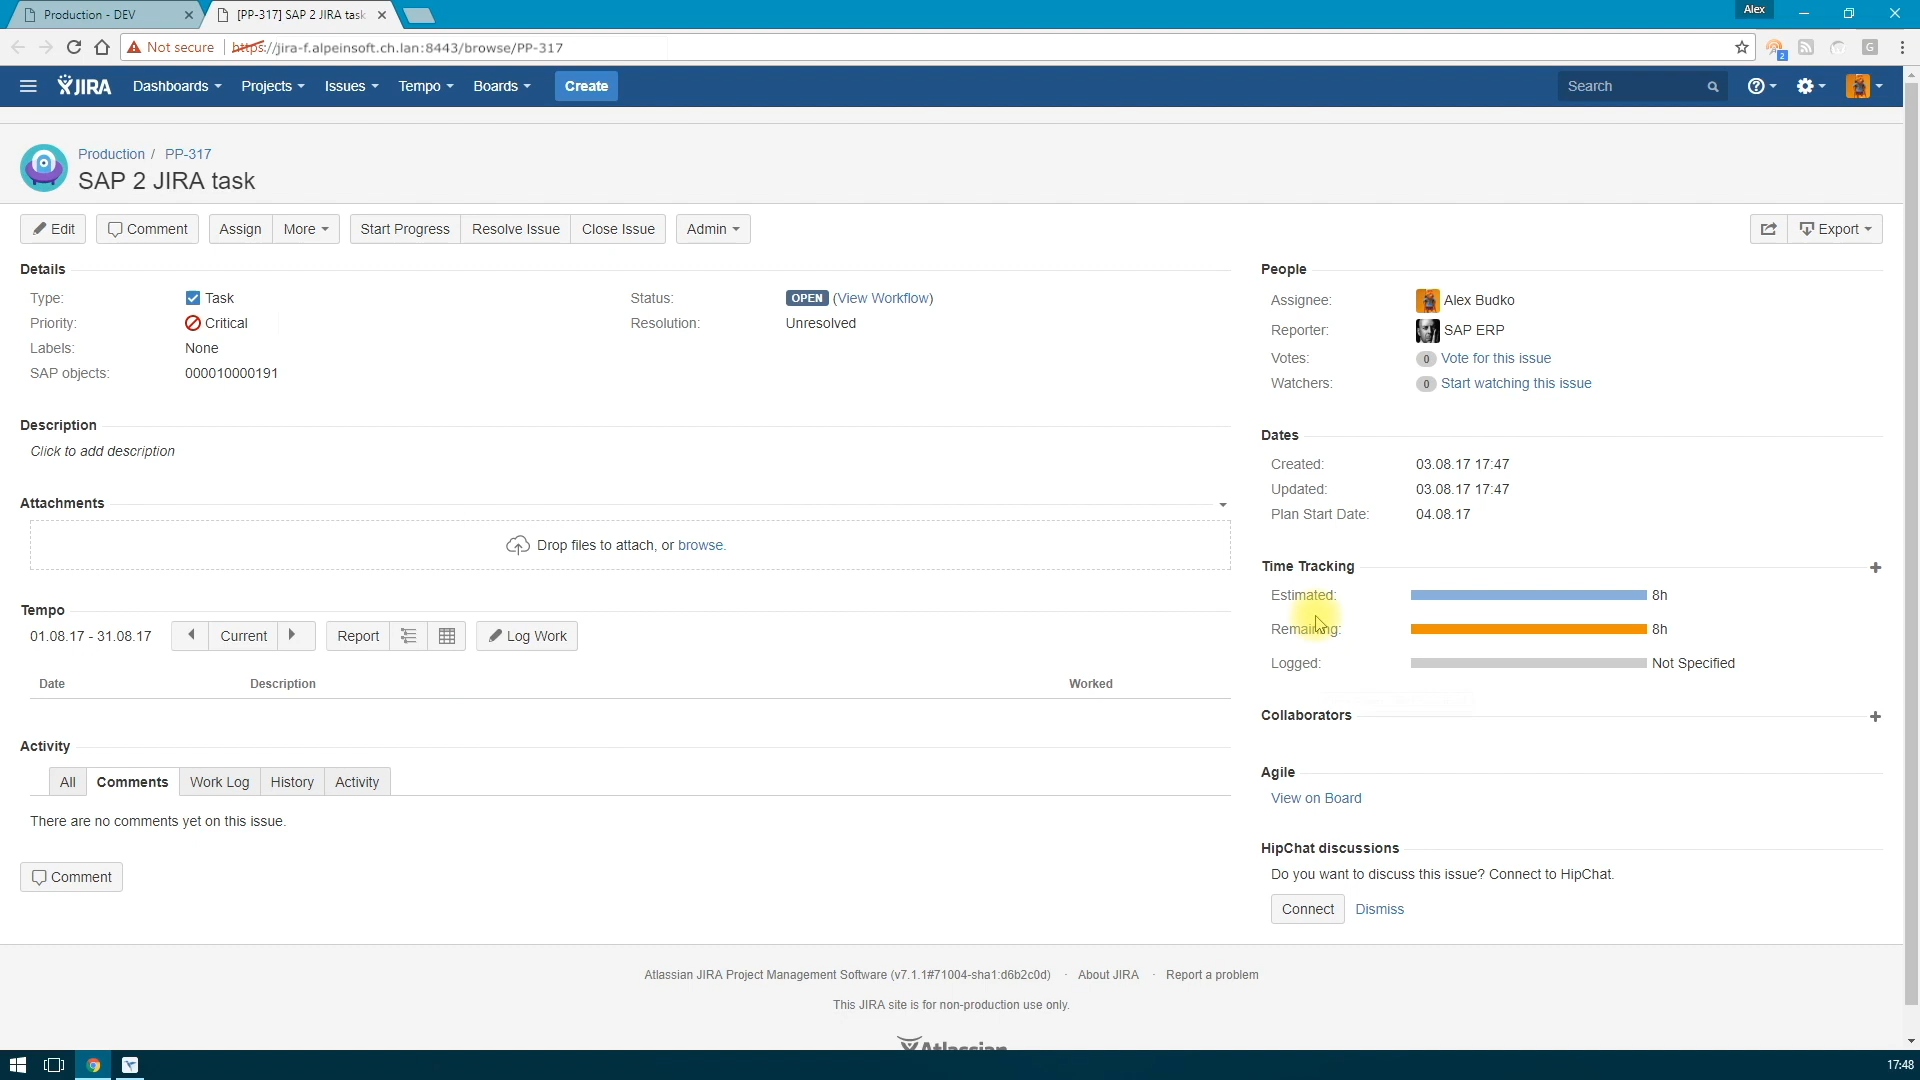 Production - DEV
[PP-317] SAP 2 JIRA task
Alex
Not secure
https://jira-f.alpeinsoft.ch.lan:8443/browse/PP-317
2
G
JIRA Dashboards Projects Issues Tempo Boards Create
Search
Production / PP-317
SAP 2 JIRA task
Edit Comment Assign More Start Progress Resolve Issue Close Issue Admin
Export
Details
Type: Task
Priority: Critical
Labels: None
SAP objects: 000010000191
Status: OPEN (View Workflow)
Resolution: Unresolved
Description
Click to add description
Attachments
Drop files to attach, or browse.
Tempo
01.08.17 - 31.08.17 Current Report Log Work
Date Description Worked
Activity
All Comments Work Log History Activity
There are no comments yet on this issue.
Comment
People
Assignee: Alex Budko
Reporter: SAP ERP
Votes: 0 Vote for this issue
Watchers: 0 Start watching this issue
Dates
Created: 03.08.17 17:47
Updated: 03.08.17 17:47
Plan Start Date: 04.08.17
Time Tracking
Estimated: 8h
Remaining: 8h
Logged: Not Specified
Collaborators
Agile
View on Board
HipChat discussions
Do you want to discuss this issue? Connect to HipChat.
Connect Dismiss
Atlassian JIRA Project Management Software (v7.1.1#71004-sha1:d6b2c0d) · About JIRA · Report a problem
This JIRA site is for non-production use only.
Atlassian
17:48